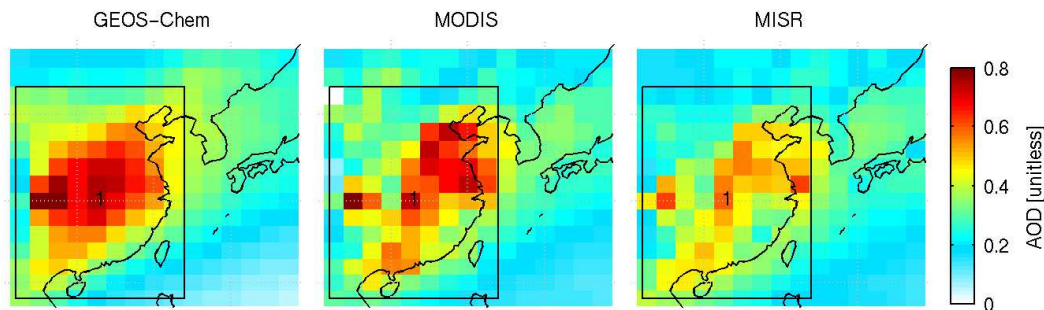 GEOS-Chem
MODIS
MISR
1
1
1
0.8
0.6
0.4
0.2
0
AOD [unitless]